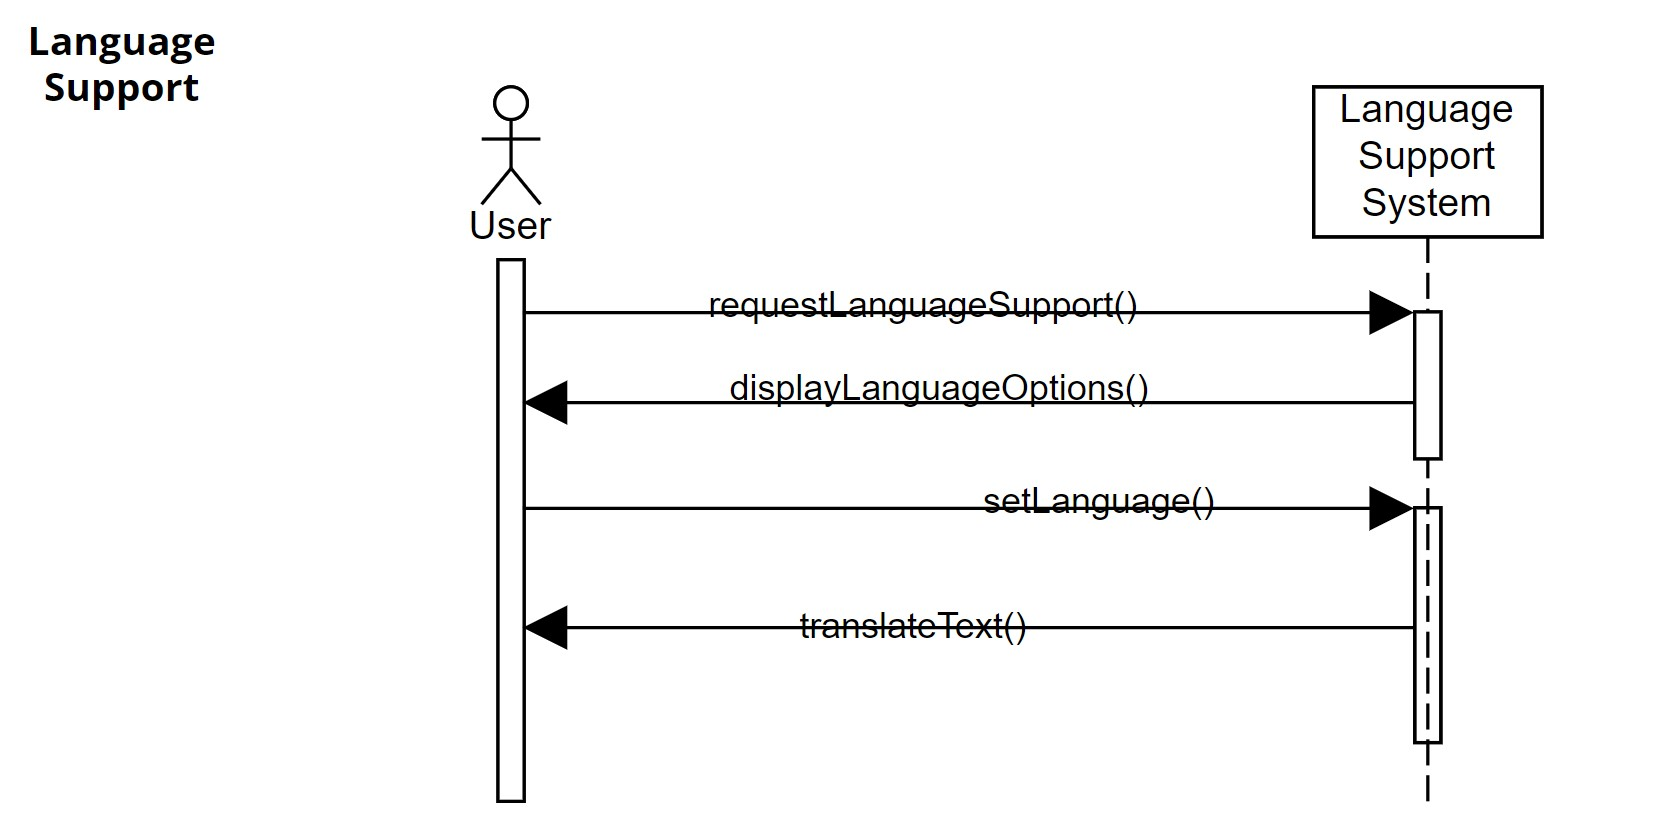 Language
Support
User
Language
Support
System
requestLanguageSupport()
displayLanguageOptions()
setLanguage()
translateText()